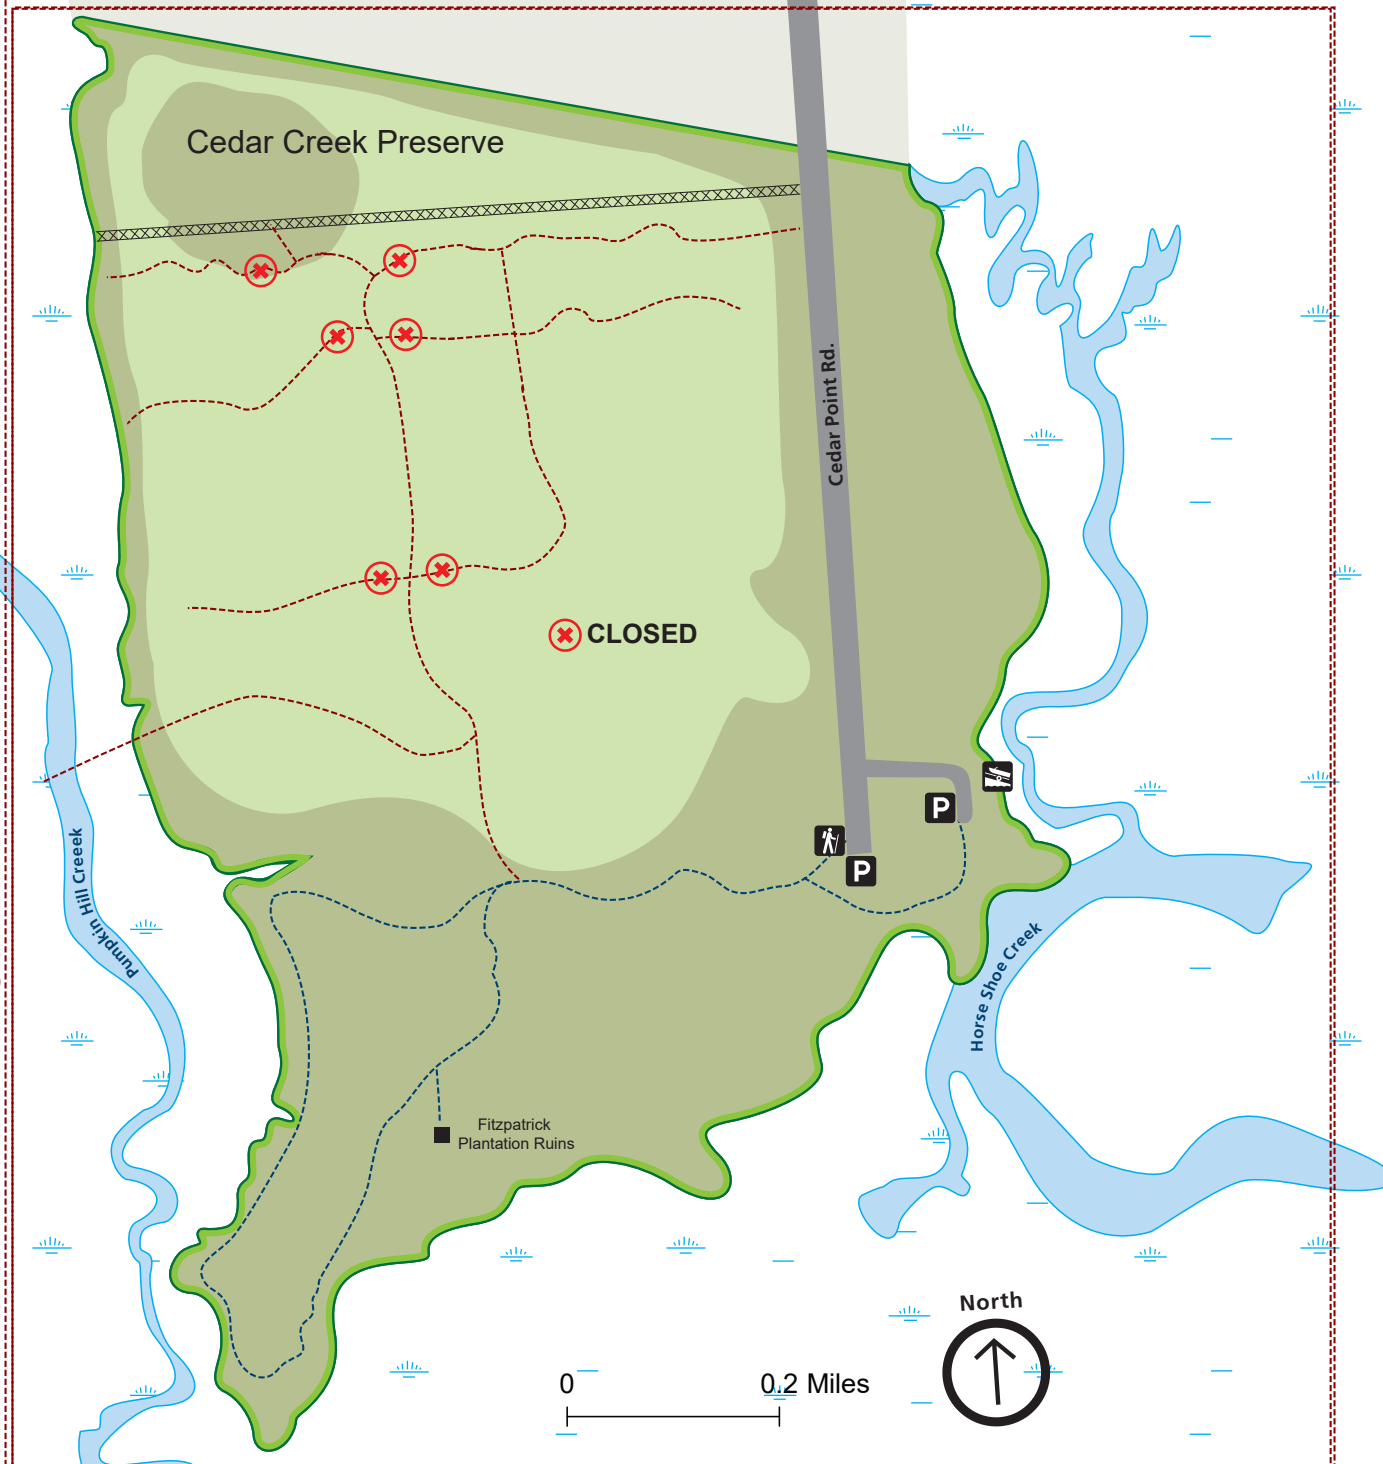 Cedar Creek Preserve
Cedar Point Rd.
CLOSED
P
P
Pumpkin Hill Creeek
Horse Shoe Creek
Fitzpatrick
Plantation Ruins
North
0 0.2 Miles